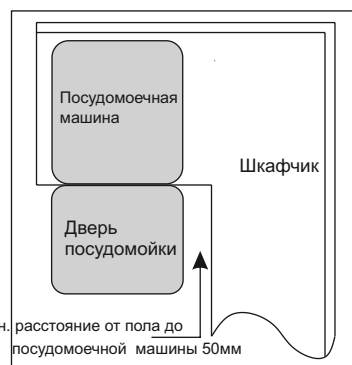 Посудомоечная
машина
Шкафчик
Дверь
посудомойки
н. расстояние от пола до
посудомоечной машины 50мм